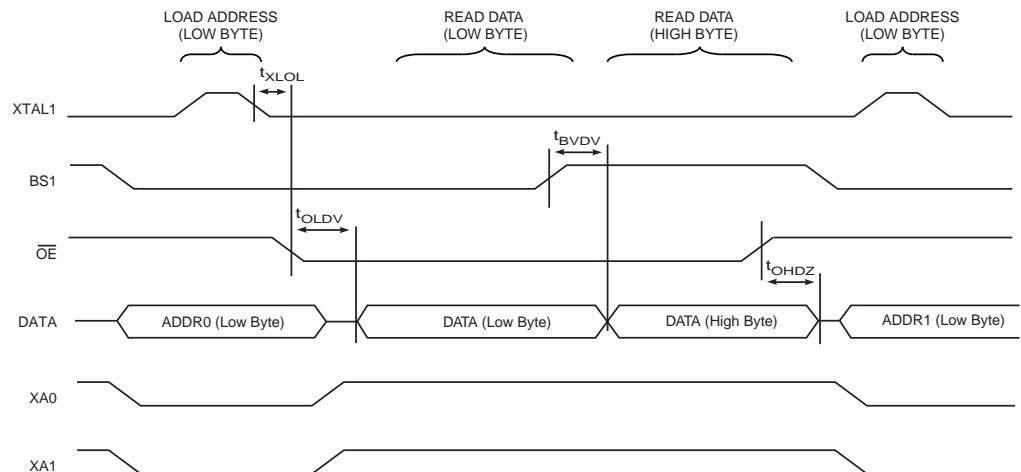 LOAD ADDRESS
(LOW BYTE)
READ DATA
(LOW BYTE)
READ DATA
(HIGH BYTE)
LOAD ADDRESS
(LOW BYTE)
tXLOL
XTAL1
tBVDV
BS1
tOLDV
OE
tOHDZ
DATA
ADDR0 (Low Byte)
DATA (Low Byte)
DATA (High Byte)
ADDR1 (Low Byte)
XA0
XA1